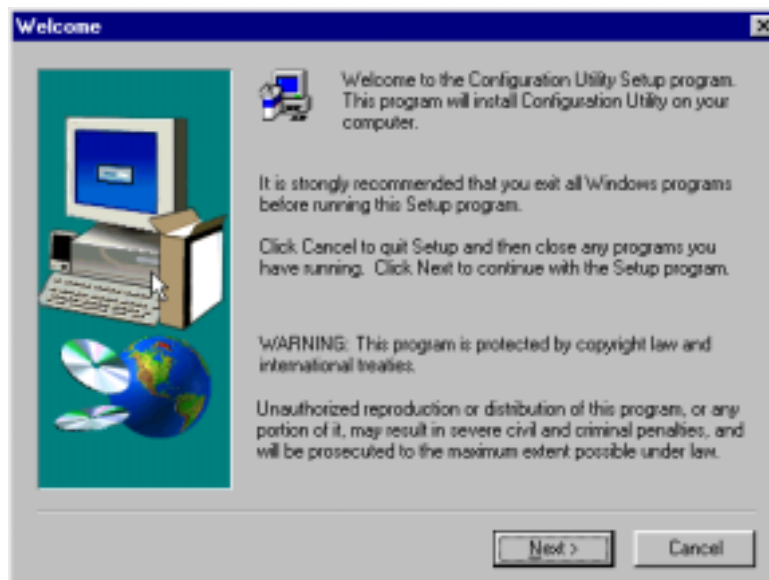 Welcome
Welcome to the Configuration Utility Setup program.
This program will install Configuration Utility on your
computer.
It is strongly recommended that you exit all Windows programs
before running this Setup program.
Click Cancel to quit Setup and then close any programs you
have running. Click Next to continue with the Setup program.
WARNING: This program is protected by copyright law and
international treaties.
Unauthorized reproduction or distribution of this program, or any
portion of it, may result in severe civil and criminal penalties, and
will be prosecuted to the maximum extent possible under law.
Next >
Cancel